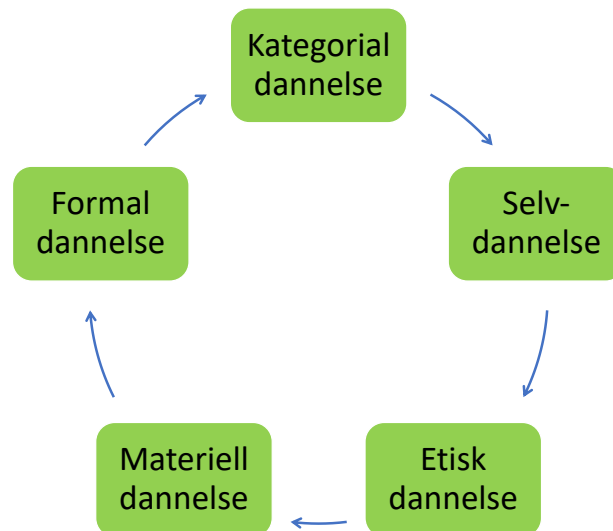 Kategorial
dannelse
Selv-
dannelse
Etisk
dannelse
Materiell
dannelse
Formal
dannelse